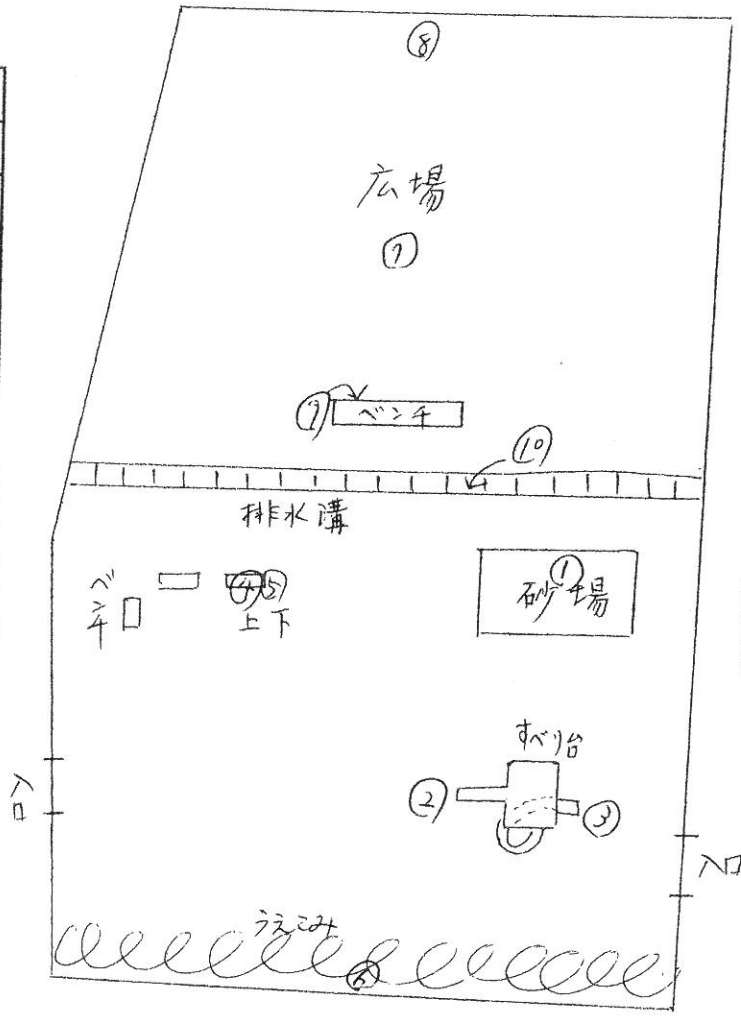 ⑧
広場
⑦
⑨ ベンチ
⑩
排水溝
ベンチ
④⑤
上下
①
砂場
すべり台
②
③
入口
入口
うえこみ
⑥